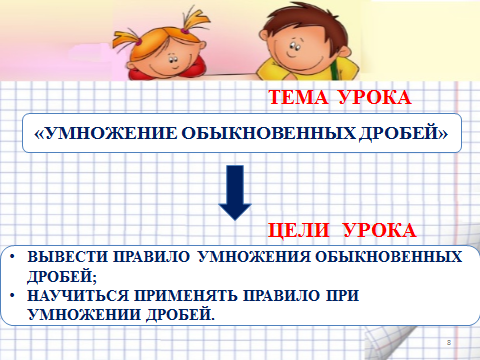 ТЕМА УРОКА
«УМНОЖЕНИЕ ОБЫКНОВЕННЫХ ДРОБЕЙ»
ЦЕЛИ УРОКА
• ВЫВЕСТИ ПРАВИЛО УМНОЖЕНИЯ ОБЫКНОВЕННЫХ
ДРОБЕЙ;
• НАУЧИТЬСЯ ПРИМЕНЯТЬ ПРАВИЛО ПРИ
УМНОЖЕНИИ ДРОБЕЙ.
8